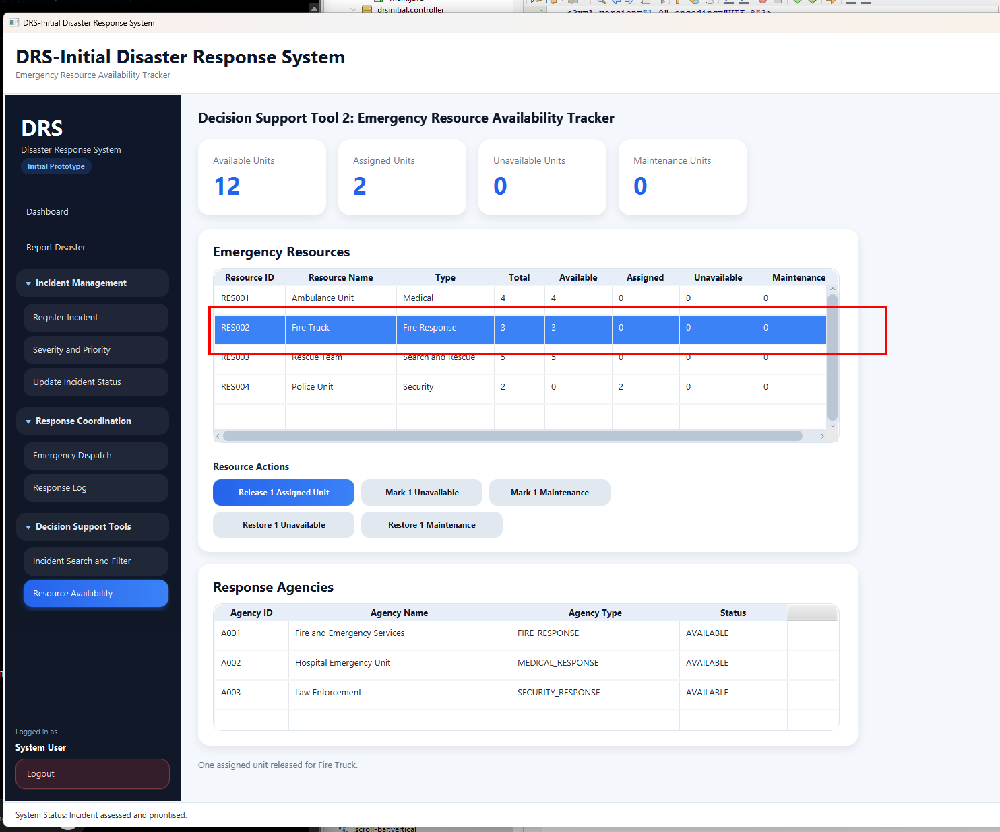 drsinitial.controller
DRS-Initial Disaster Response System
DRS-Initial Disaster Response System
Emergency Resource Availability Tracker
DRS
Disaster Response System
Initial Prototype
Dashboard
Report Disaster
Incident Management
Register Incident
Severity and Priority
Update Incident Status
Response Coordination
Emergency Dispatch
Response Log
Decision Support Tools
Incident Search and Filter
Resource Availability
Logged in as
System User
Logout
Decision Support Tool 2: Emergency Resource Availability Tracker
Available Units Assigned Units Unavailable Units Maintenance Units
12 2 0 0
Emergency Resources
Resource ID Resource Name Type Total Available Assigned Unavailable Maintenance
RES001 Ambulance Unit Medical 4 4 0 0 0
RES002 Fire Truck Fire Response 3 3 0 0 0
RES003 Rescue Team Search and Rescue 5 5 0 0 0
RES004 Police Unit Security 2 0 2 0 0
Resource Actions
Release 1 Assigned Unit Mark 1 Unavailable Mark 1 Maintenance
Restore 1 Unavailable Restore 1 Maintenance
Response Agencies
Agency ID Agency Name Agency Type Status
A001 Fire and Emergency Services FIRE_RESPONSE AVAILABLE
A002 Hospital Emergency Unit MEDICAL_RESPONSE AVAILABLE
A003 Law Enforcement SECURITY_RESPONSE AVAILABLE
One assigned unit released for Fire Truck.
System Status: Incident assessed and prioritised.
.scroll-bar:vertical